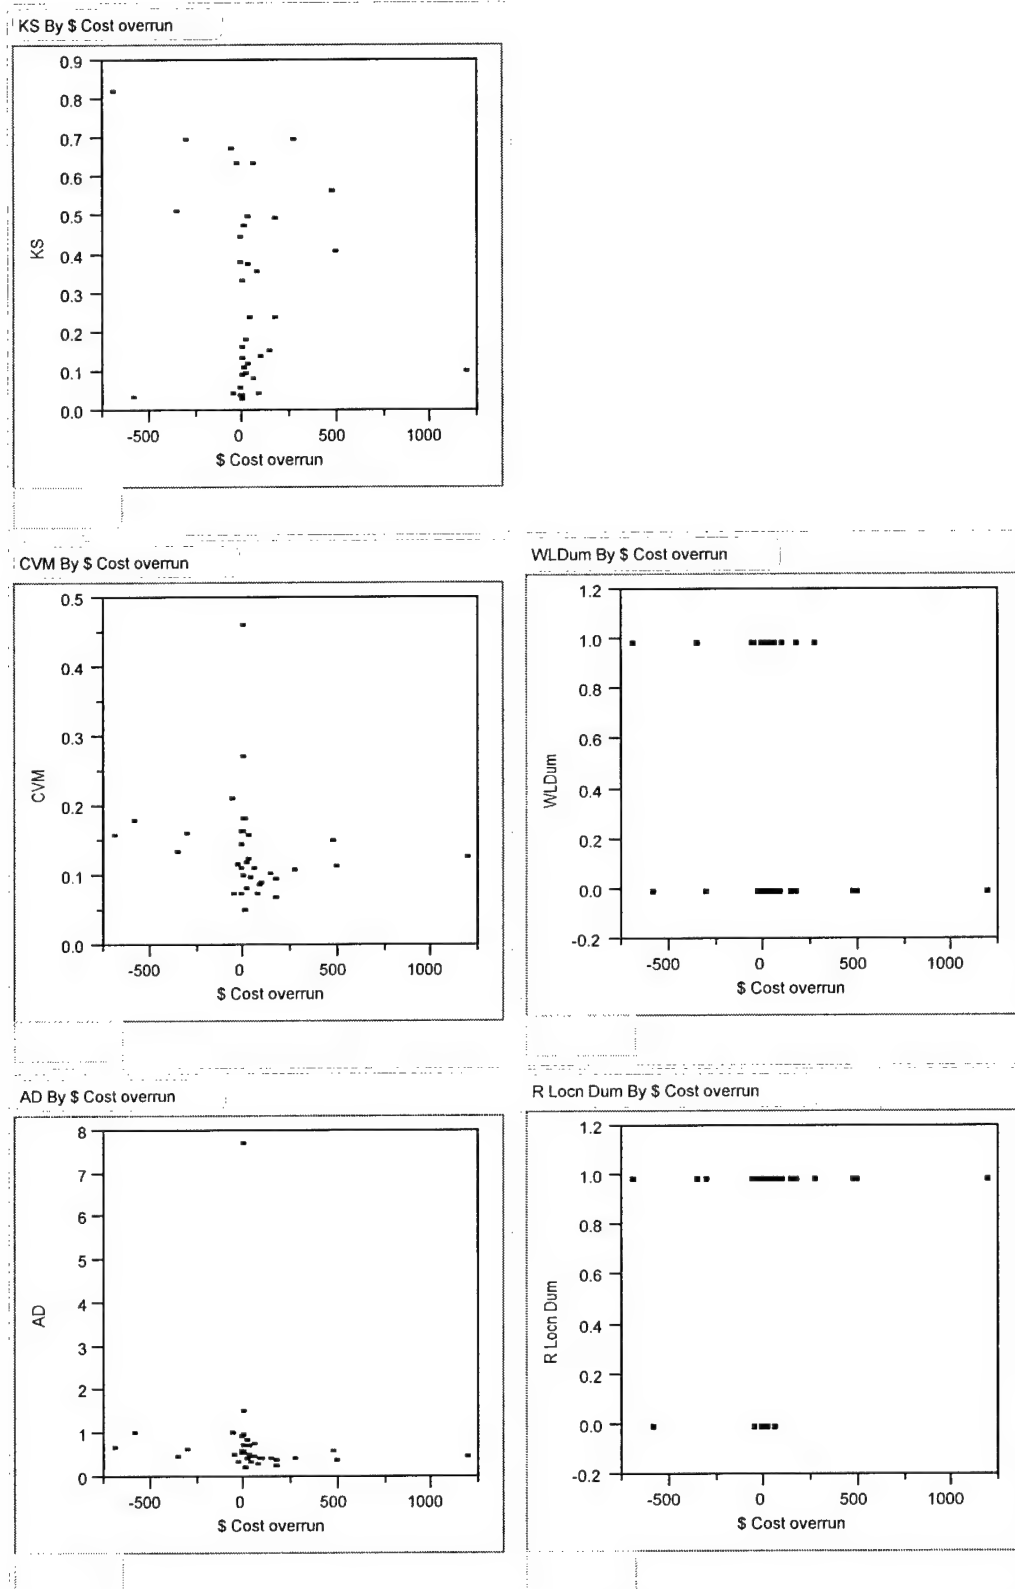 KS By $ Cost overrun
0.9
0.8
0.7
0.6
0.5
0.4
0.3
0.2
0.1
0.0
KS
-500 0 500 1000
$ Cost overrun
CVM By $ Cost overrun
0.5
0.4
0.3
0.2
0.1
0.0
CVM
-500 0 500 1000
$ Cost overrun
WLDum By $ Cost overrun
1.2
1.0
0.8
0.6
0.4
0.2
0.0
-0.2
WLDum
-500 0 500 1000
$ Cost overrun
AD By $ Cost overrun
8
7
6
5
4
3
2
1
0
AD
-500 0 500 1000
$ Cost overrun
R Locn Dum By $ Cost overrun
1.2
1.0
0.8
0.6
0.4
0.2
0.0
-0.2
R Locn Dum
-500 0 500 1000
$ Cost overrun